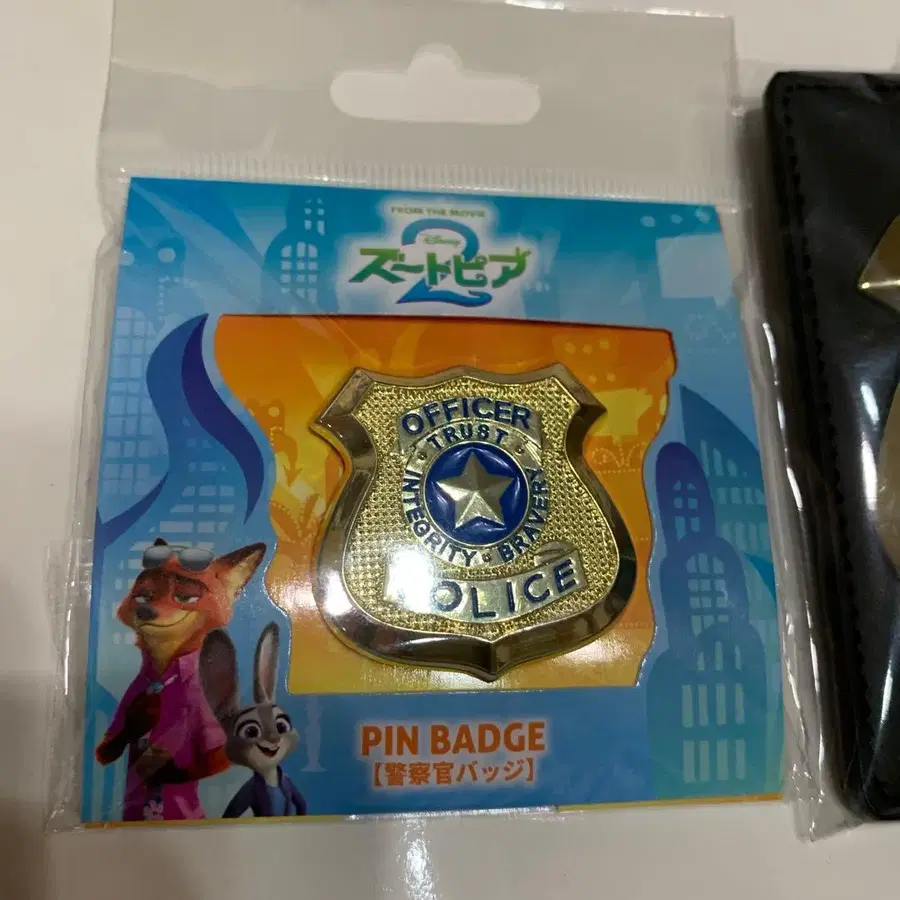 FROM THE MOVIE
Disney
ズートピア
2
OFFICER
TRUST
INTEGRITY • BRAVERY
POLICE
PIN BADGE
【警察官バッジ】